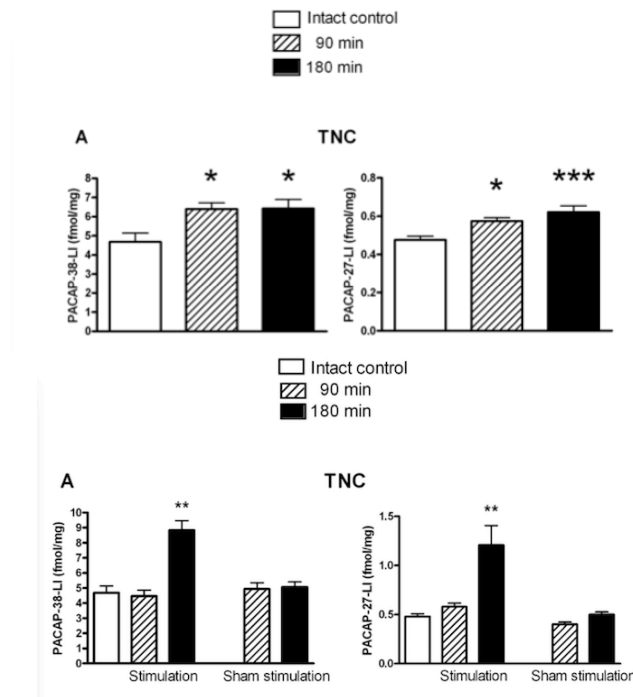 Intact control
90 min
180 min
A
TNC
PACAP-38-LI (fmol/mg)
8
7
6
5
4
3
2
1
0
*
*
PACAP-27-LI (fmol/mg)
0.8
0.6
0.4
0.2
0.0
*
***
Intact control
90 min
180 min
A
TNC
PACAP-38-LI (fmol/mg)
10
9
8
7
6
5
4
3
2
1
0
**
Stimulation
Sham stimulation
PACAP-27-LI (fmol/mg)
1.5
1.0
0.5
0.0
**
Stimulation
Sham stimulation